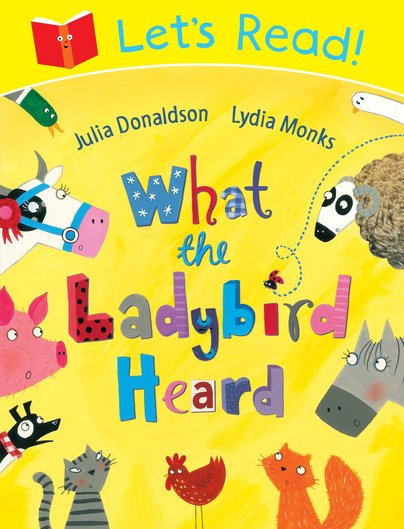 Let's Read!
Julia Donaldson Lydia Monks
What
the
Ladybird
Heard